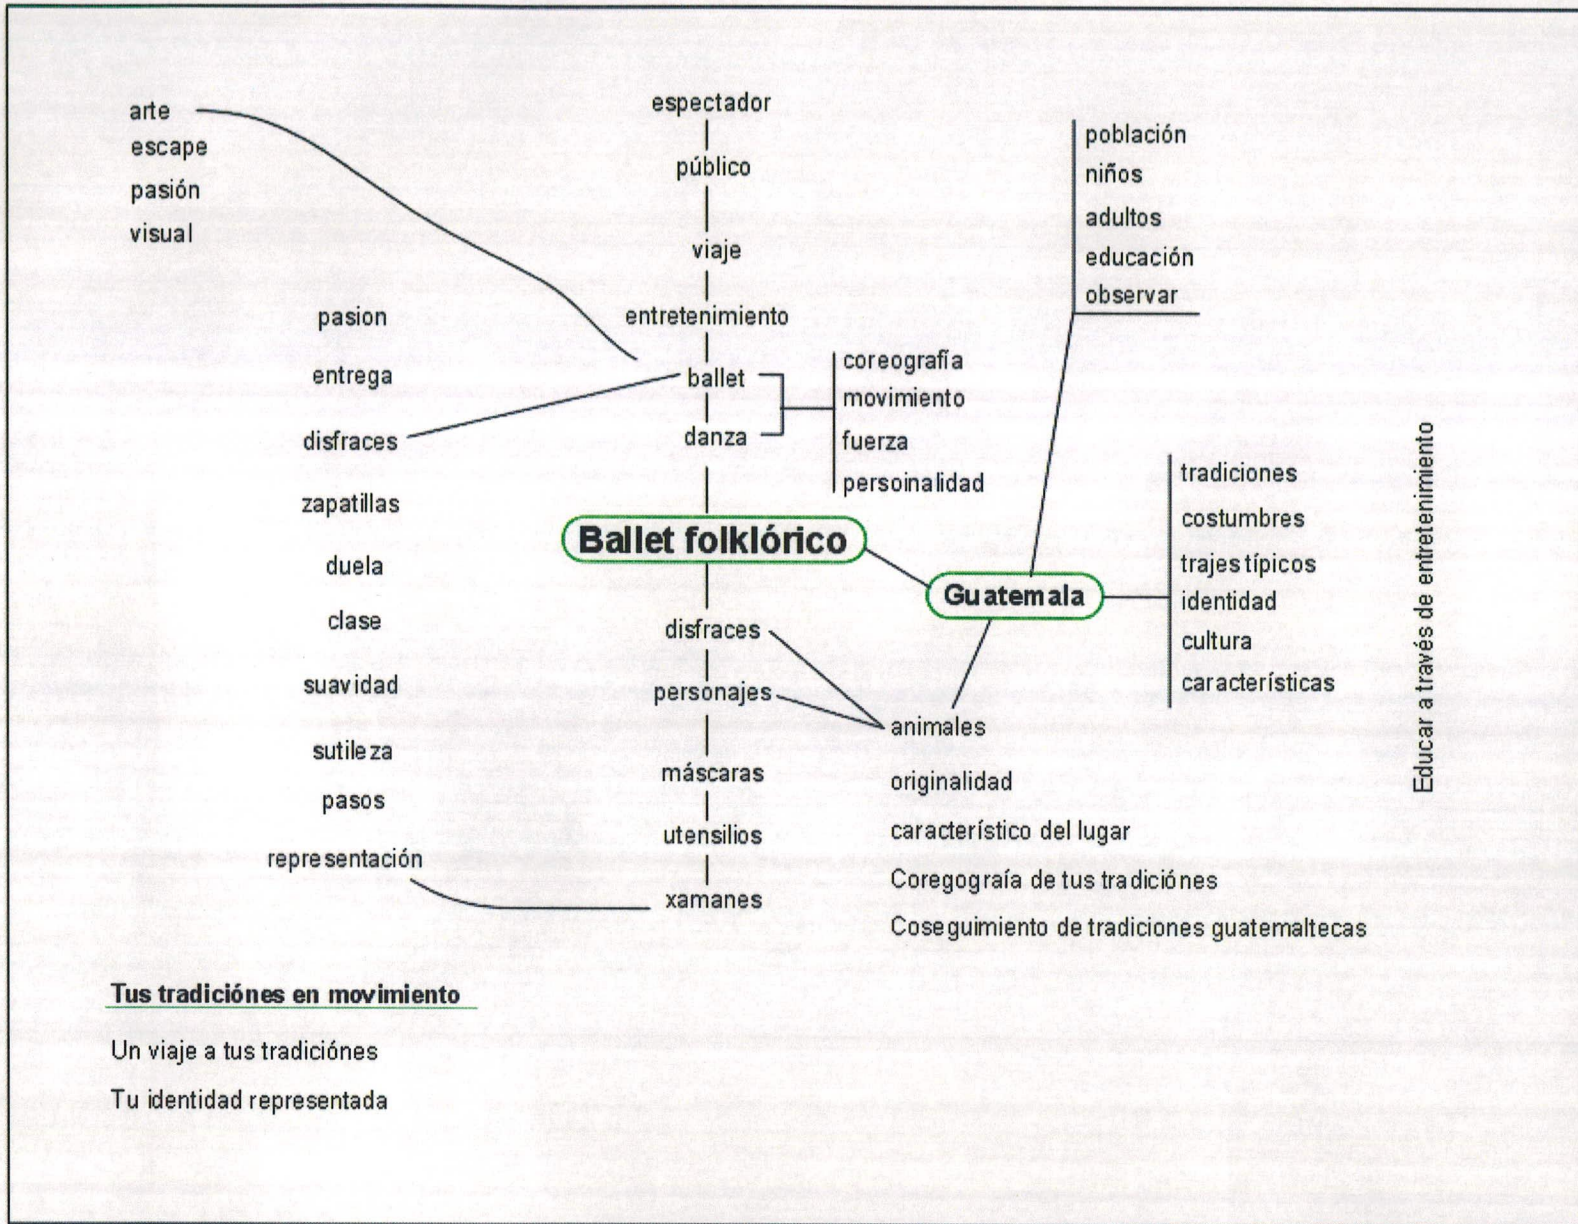 arte
escape
pasión
visual
pasion
entrega
disfraces
zapatillas
duela
clase
suavidad
sutileza
pasos
representación
espectador
público
viaje
entretenimiento
ballet
danza
coreografía
movimiento
fuerza
persoinalidad
Ballet folklórico
Guatemala
disfraces
personajes
máscaras
utensilios
xamanes
población
niños
adultos
educación
observar
tradiciones
costumbres
trajes típicos
identidad
cultura
características
animales
originalidad
característico del lugar
Coregograía de tus tradiciónes
Coseguimiento de tradiciones guatemaltecas
Educar a través de entretenimiento
Tus tradiciónes en movimiento
Un viaje a tus tradiciónes
Tu identidad representada